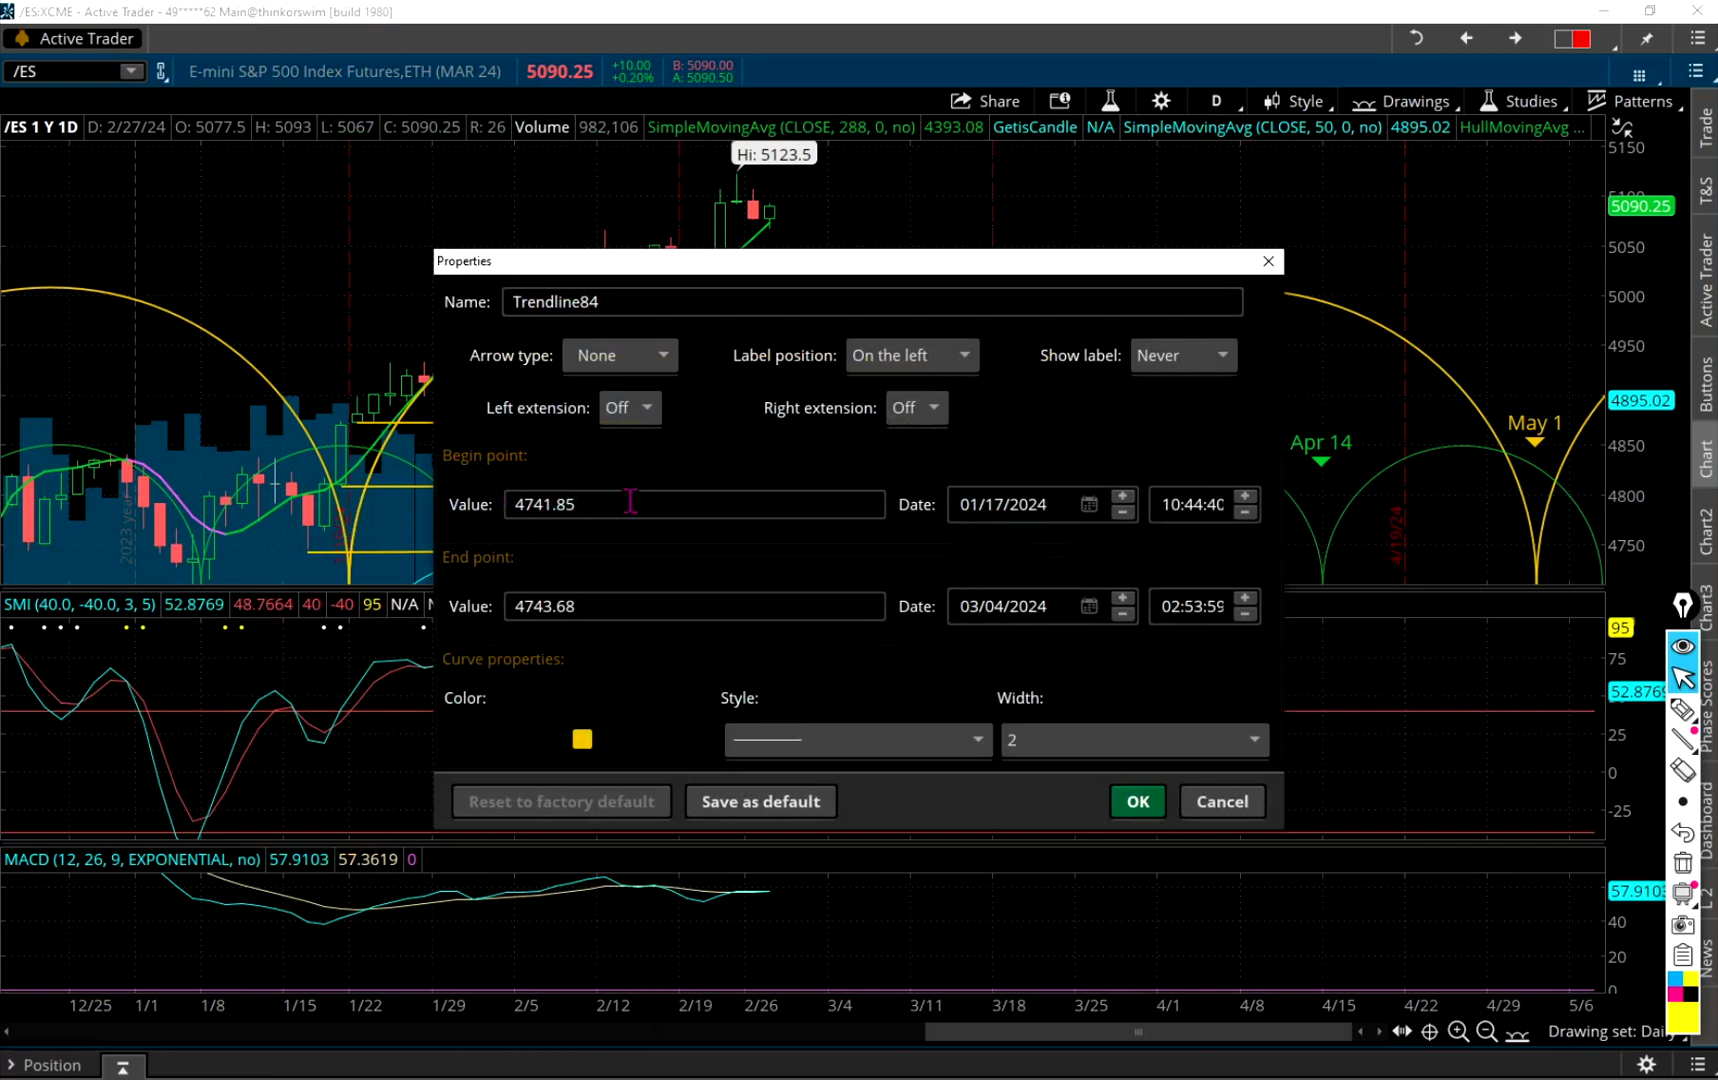 /ES:XCME - Active Trader - 49*****62 Main@thinkorswim [build 1980]
Active Trader
/ES E-mini S&P 500 Index Futures,ETH (MAR 24) 5090.25 +10.00 +0.20% B: 5090.00 A: 5090.50
Share D Style Drawings Studies Patterns
/ES 1 Y 1D D: 2/27/24 O: 5077.5 H: 5093 L: 5067 C: 5090.25 R: 26 Volume 982,106 SimpleMovingAvg (CLOSE, 288, 0, no) 4393.08 GetisCandle N/A SimpleMovingAvg (CLOSE, 50, 0, no) 4895.02 HullMovingAvg ...
Hi: 5123.5
5150
5100
5090.25
5050
5000
4950
4895.02
4850
4800
4750
Apr 14
May 1
2023 year
4/19/24
Properties
Name: Trendline84
Arrow type: None Label position: On the left Show label: Never
Left extension: Off Right extension: Off
Begin point:
Value: 4741.85 Date: 01/17/2024 10:44:40
End point:
Value: 4743.68 Date: 03/04/2024 02:53:59
Curve properties:
Color: Style: Width:
2
Reset to factory default Save as default OK Cancel
SMI (40.0, -40.0, 3, 5) 52.8769 48.7664 40 -40 95 N/A
95
75
52.8769
25
0
-25
MACD (12, 26, 9, EXPONENTIAL, no) 57.9103 57.3619 0
57.9103
40
20
0
12/25 1/1 1/8 1/15 1/22 1/29 2/5 2/12 2/19 2/26 3/4 3/11 3/18 3/25 4/1 4/8 4/15 4/22 4/29 5/6
Drawing set: Daily
Position
Trade
T&S
Active Trader
Buttons
Chart
Chart2
Chart3
Phase Scores
Dashboard
L 2
News